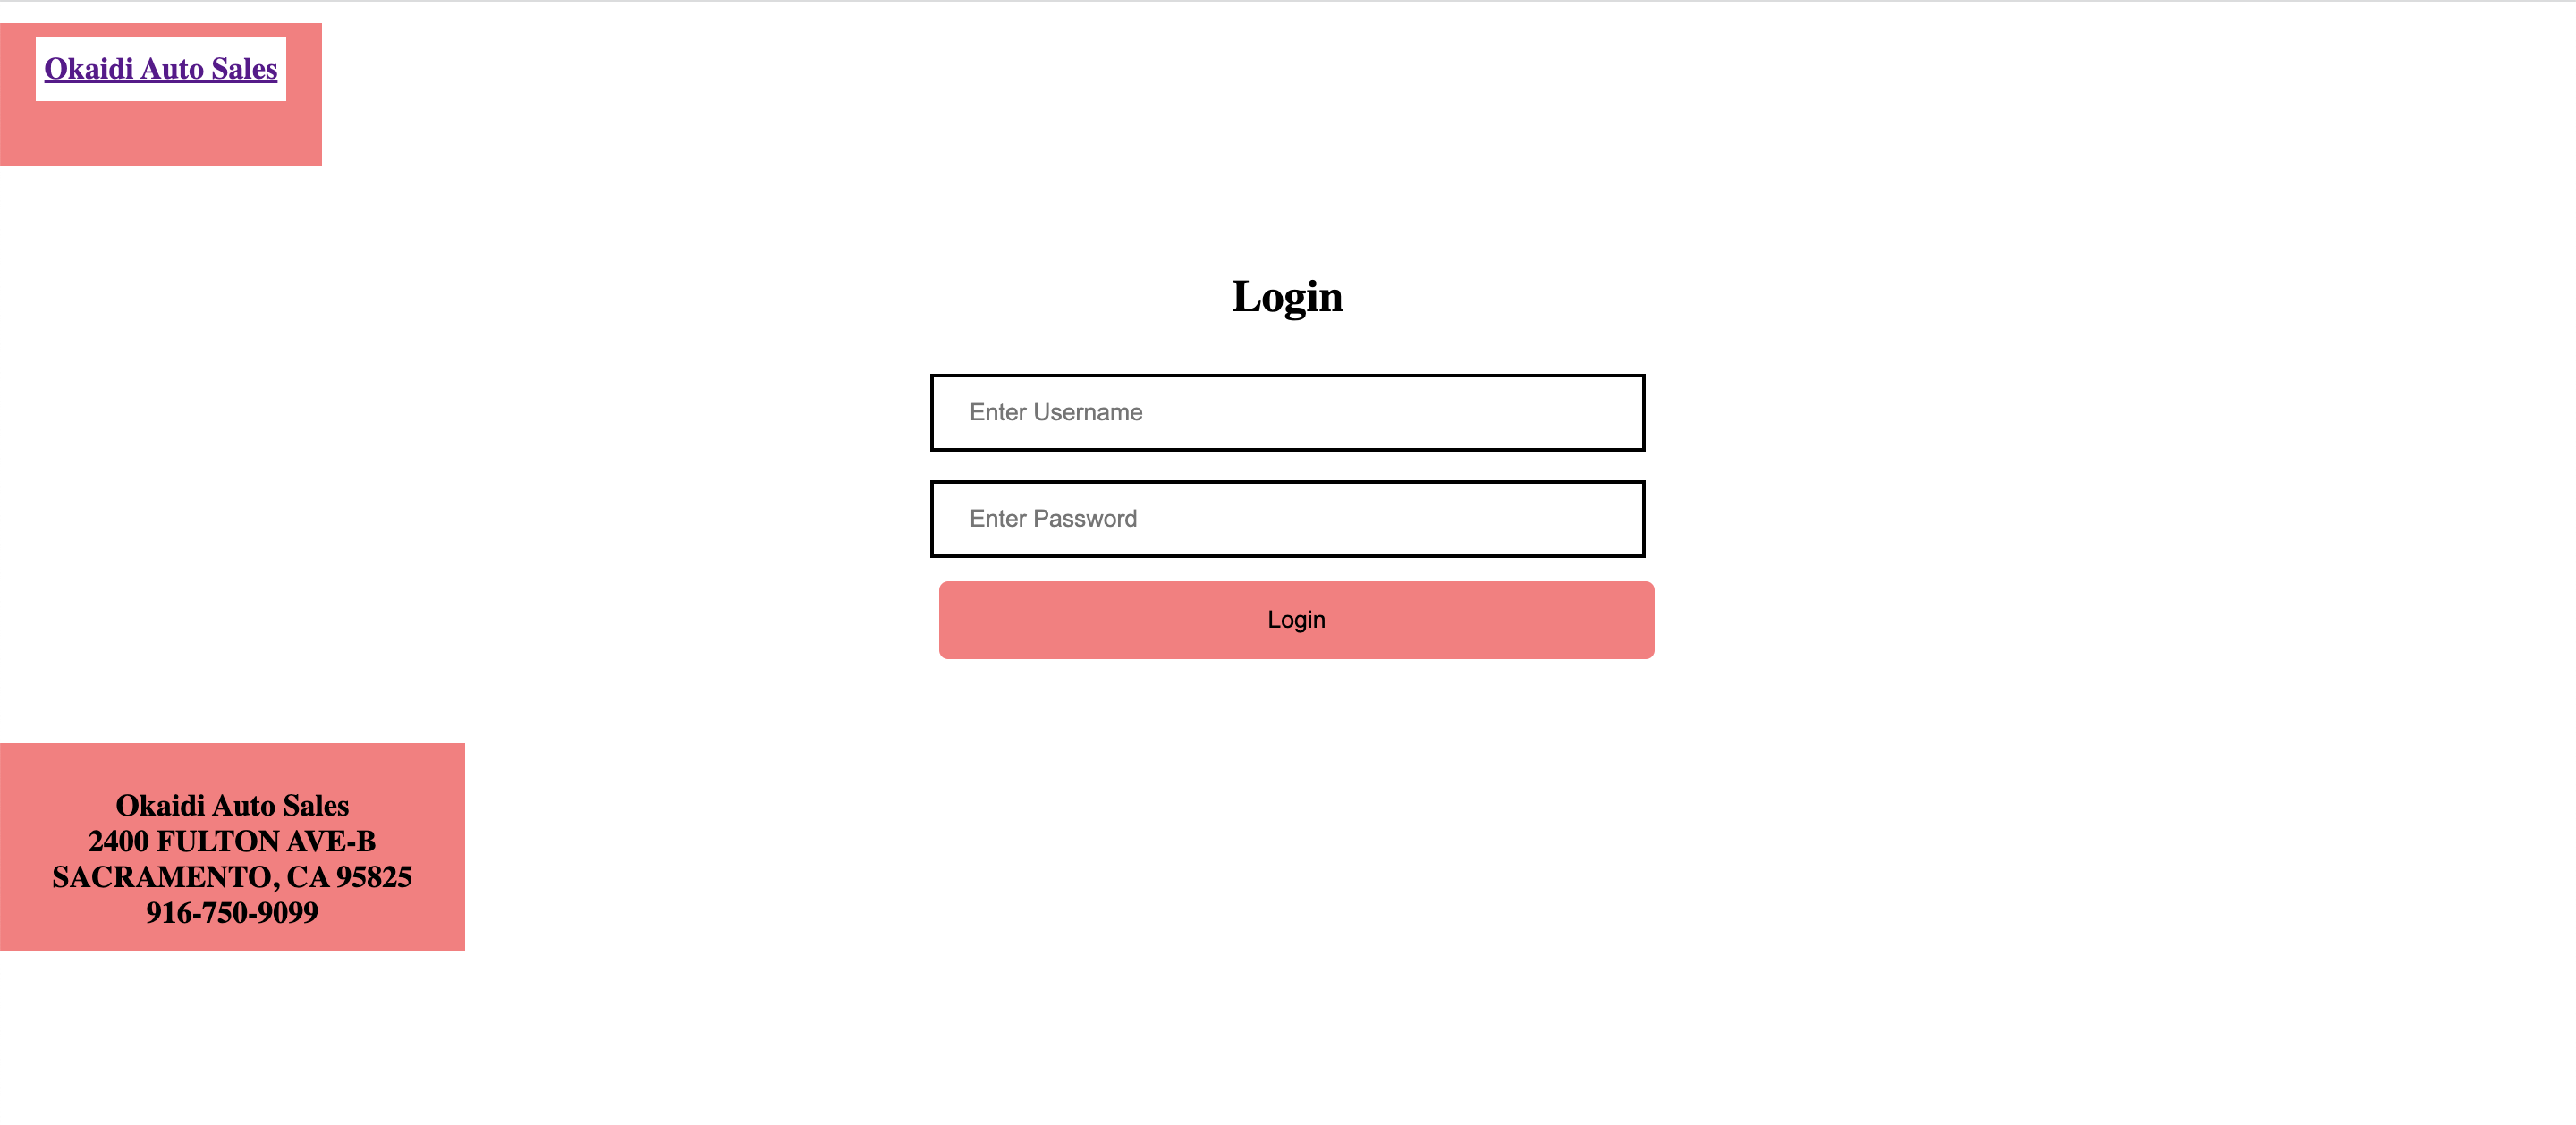 Okaidi Auto Sales
Login
Enter Username
Enter Password
Login
Okaidi Auto Sales
2400 FULTON AVE-B
SACRAMENTO, CA 95825
916-750-9099